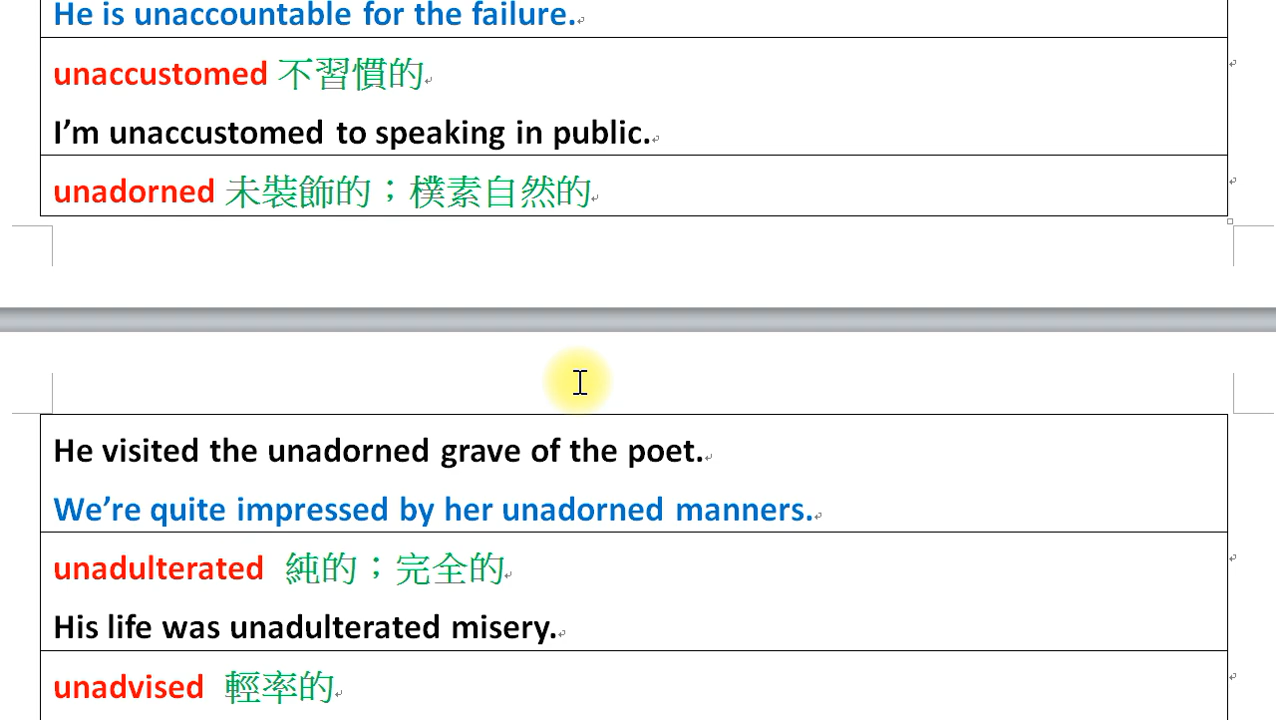 He is unaccountable for the failure.
unaccustomed 不習慣的
I’m unaccustomed to speaking in public.
unadorned 未裝飾的；樸素自然的
He visited the unadorned grave of the poet.
We’re quite impressed by her unadorned manners.
unadulterated 純的；完全的
His life was unadulterated misery.
unadvised 輕率的